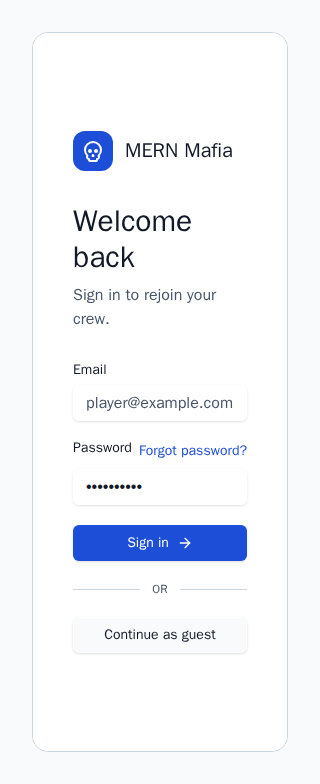 MERN Mafia
Welcome
back
Sign in to rejoin your
crew.
Email
player@example.com
Password Forgot password?
••••••••••
Sign in →
OR
Continue as guest